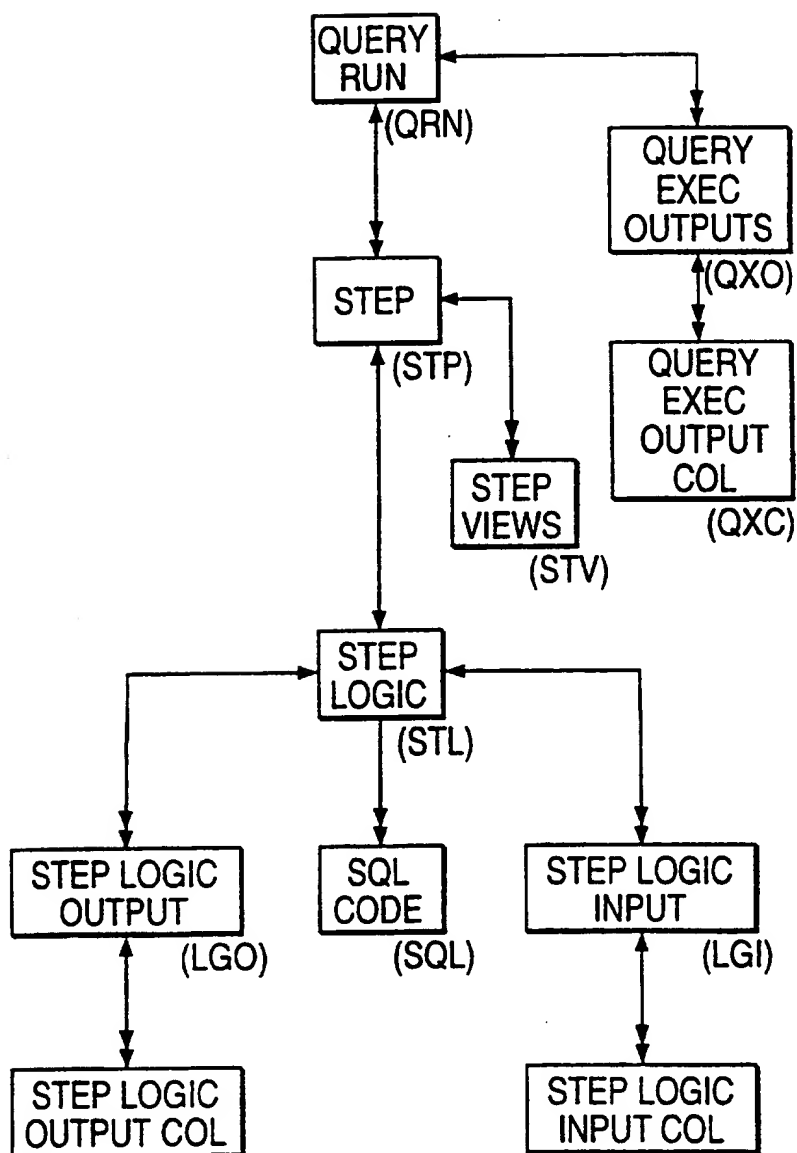 QUERY
RUN
(QRN)
QUERY
EXEC
OUTPUTS
(QXO)
STEP
(STP)
QUERY
EXEC
OUTPUT
COL
(QXC)
STEP
VIEWS
(STV)
STEP
LOGIC
(STL)
STEP LOGIC
OUTPUT
(LGO)
SQL
CODE
(SQL)
STEP LOGIC
INPUT
(LGI)
STEP LOGIC
OUTPUT COL
STEP LOGIC
INPUT COL